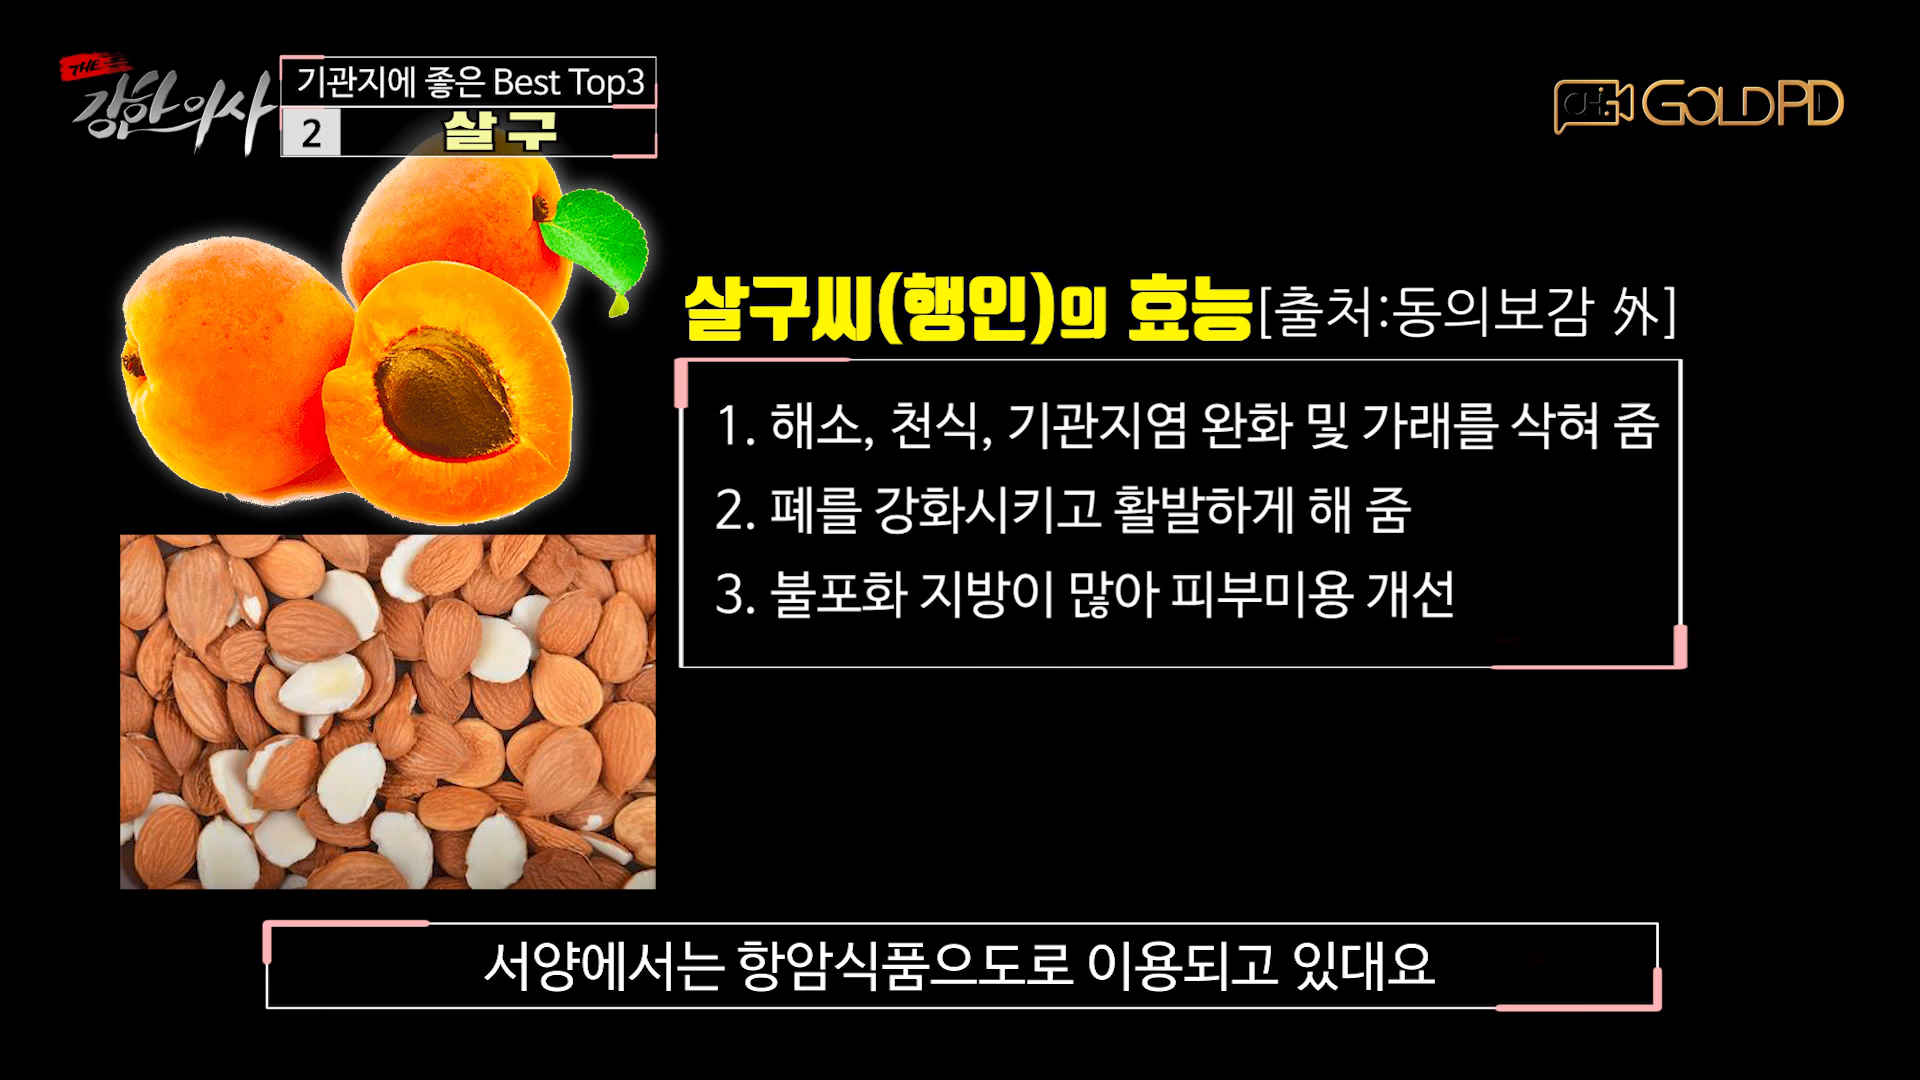 THE
강한의사
기관지에 좋은 Best Top3
2 살구
CH.G GOLDPD
살구씨(행인)의 효능[출처:동의보감 外]
1. 해소, 천식, 기관지염 완화 및 가래를 삭혀 줌
2. 폐를 강화시키고 활발하게 해 줌
3. 불포화 지방이 많아 피부미용 개선
서양에서는 항암식품으도로 이용되고 있대요